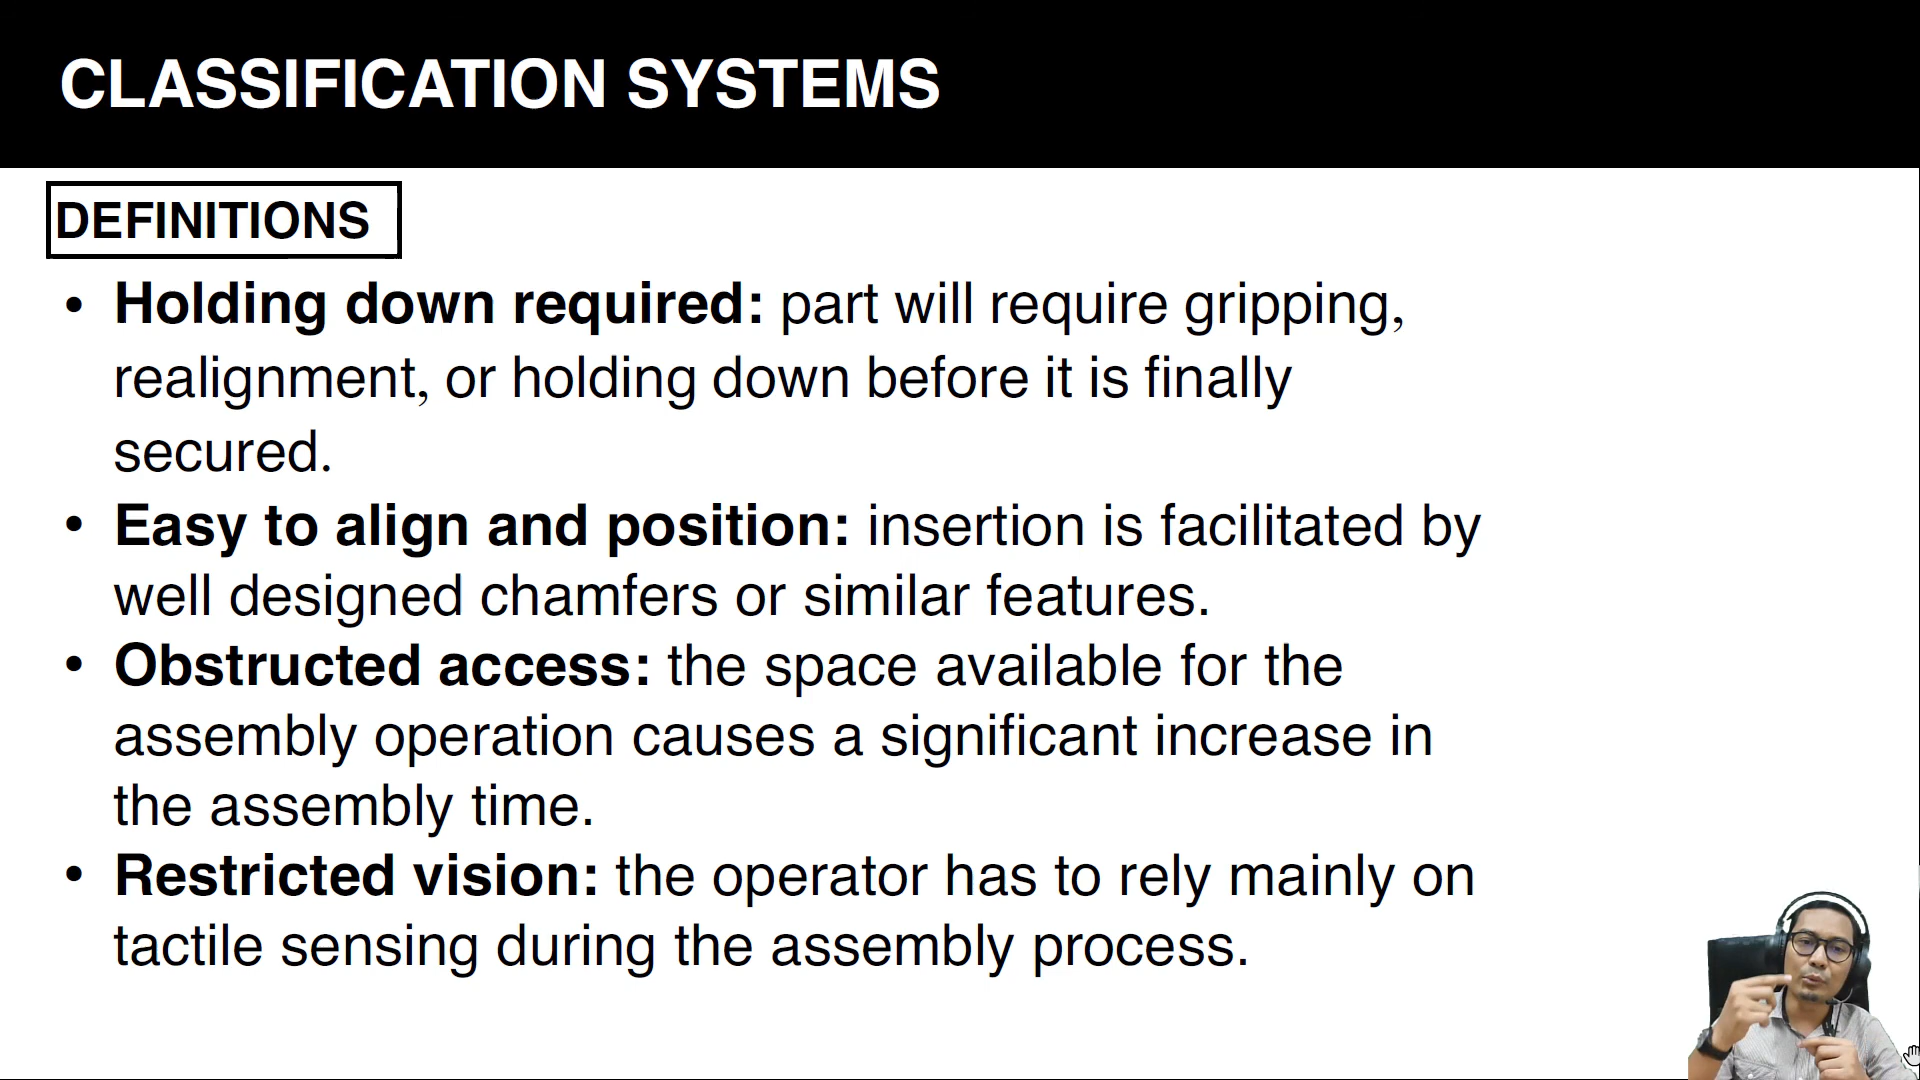 CLASSIFICATION SYSTEMS
DEFINITIONS
• Holding down required: part will require gripping,
realignment, or holding down before it is finally
secured.
• Easy to align and position: insertion is facilitated by
well designed chamfers or similar features.
• Obstructed access: the space available for the
assembly operation causes a significant increase in
the assembly time.
• Restricted vision: the operator has to rely mainly on
tactile sensing during the assembly process.